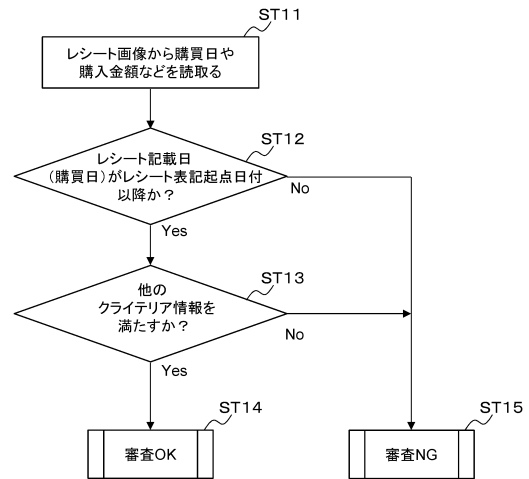 ST11
レシート画像から購買日や
購入金額などを読取る
ST12
レシート記載日
(購買日)がレシート表記起点日付
以降か?
No
Yes
ST13
他の
クライテリア情報を
満たすか?
No
Yes
ST14
審査OK
ST15
審査NG